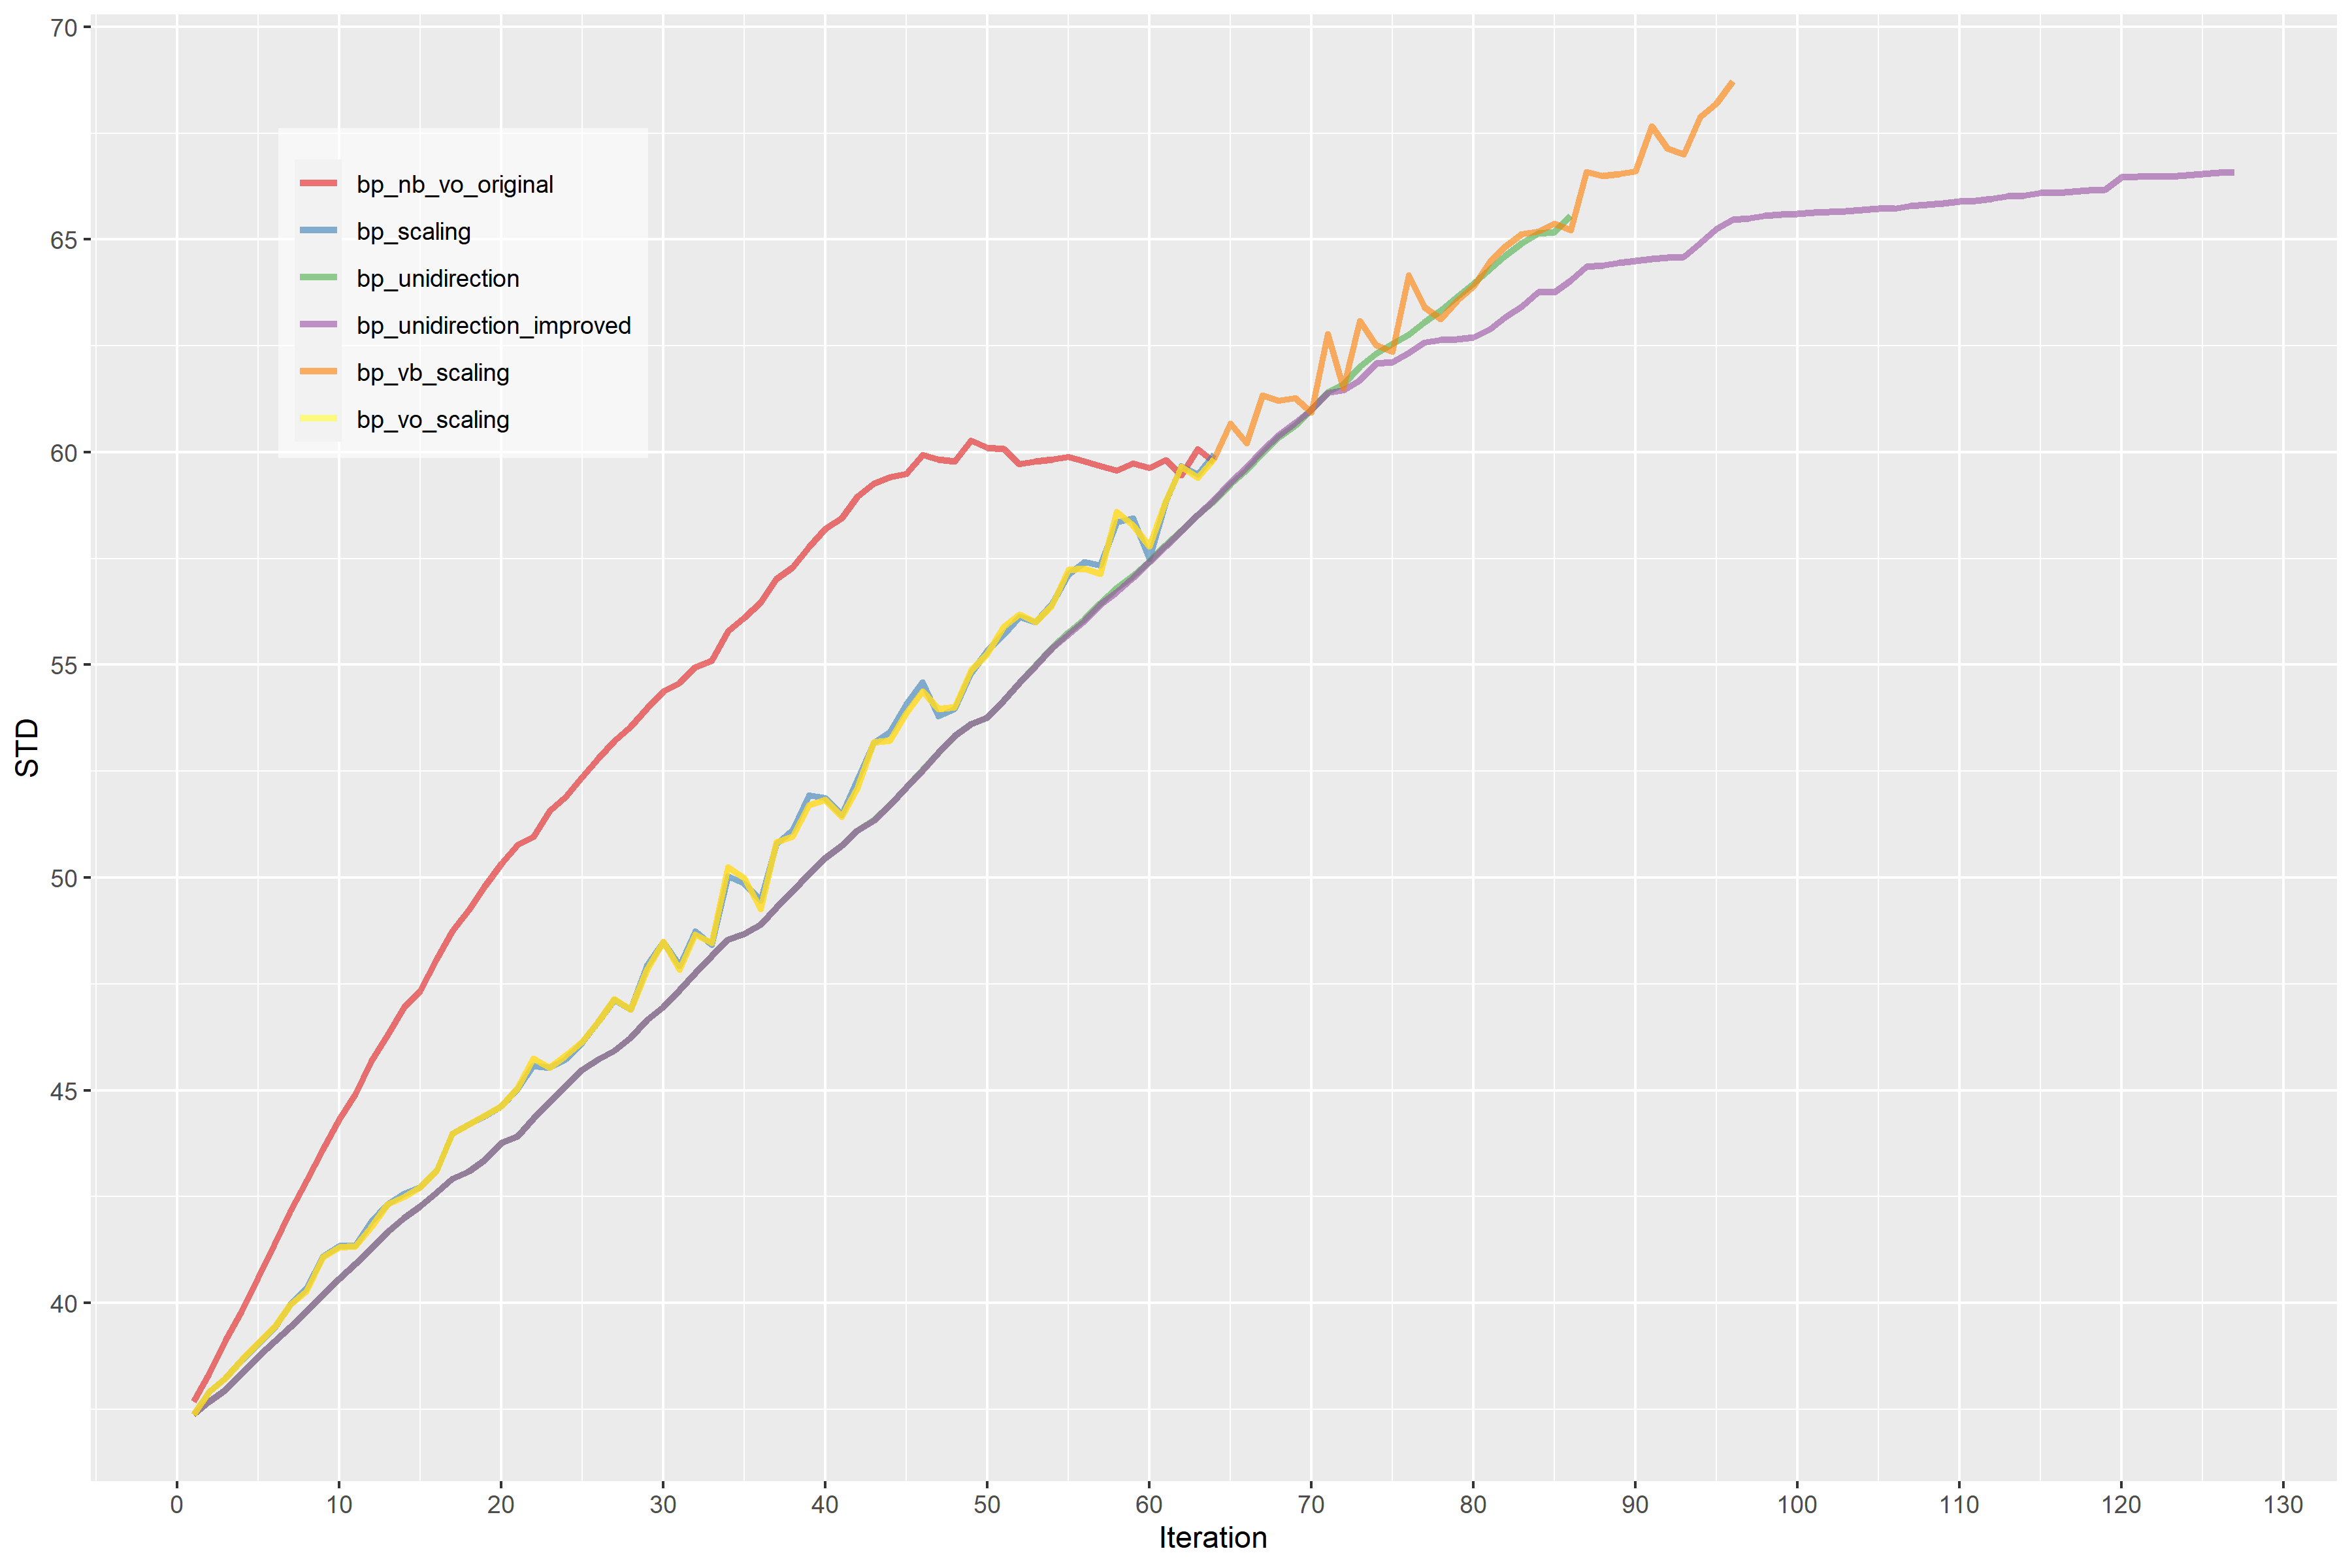 70
65
60
55
50
45
40
STD
bp_nb_vo_original
bp_scaling
bp_unidirection
bp_unidirection_improved
bp_vb_scaling
bp_vo_scaling
0 10 20 30 40 50 60 70 80 90 100 110 120 130
Iteration